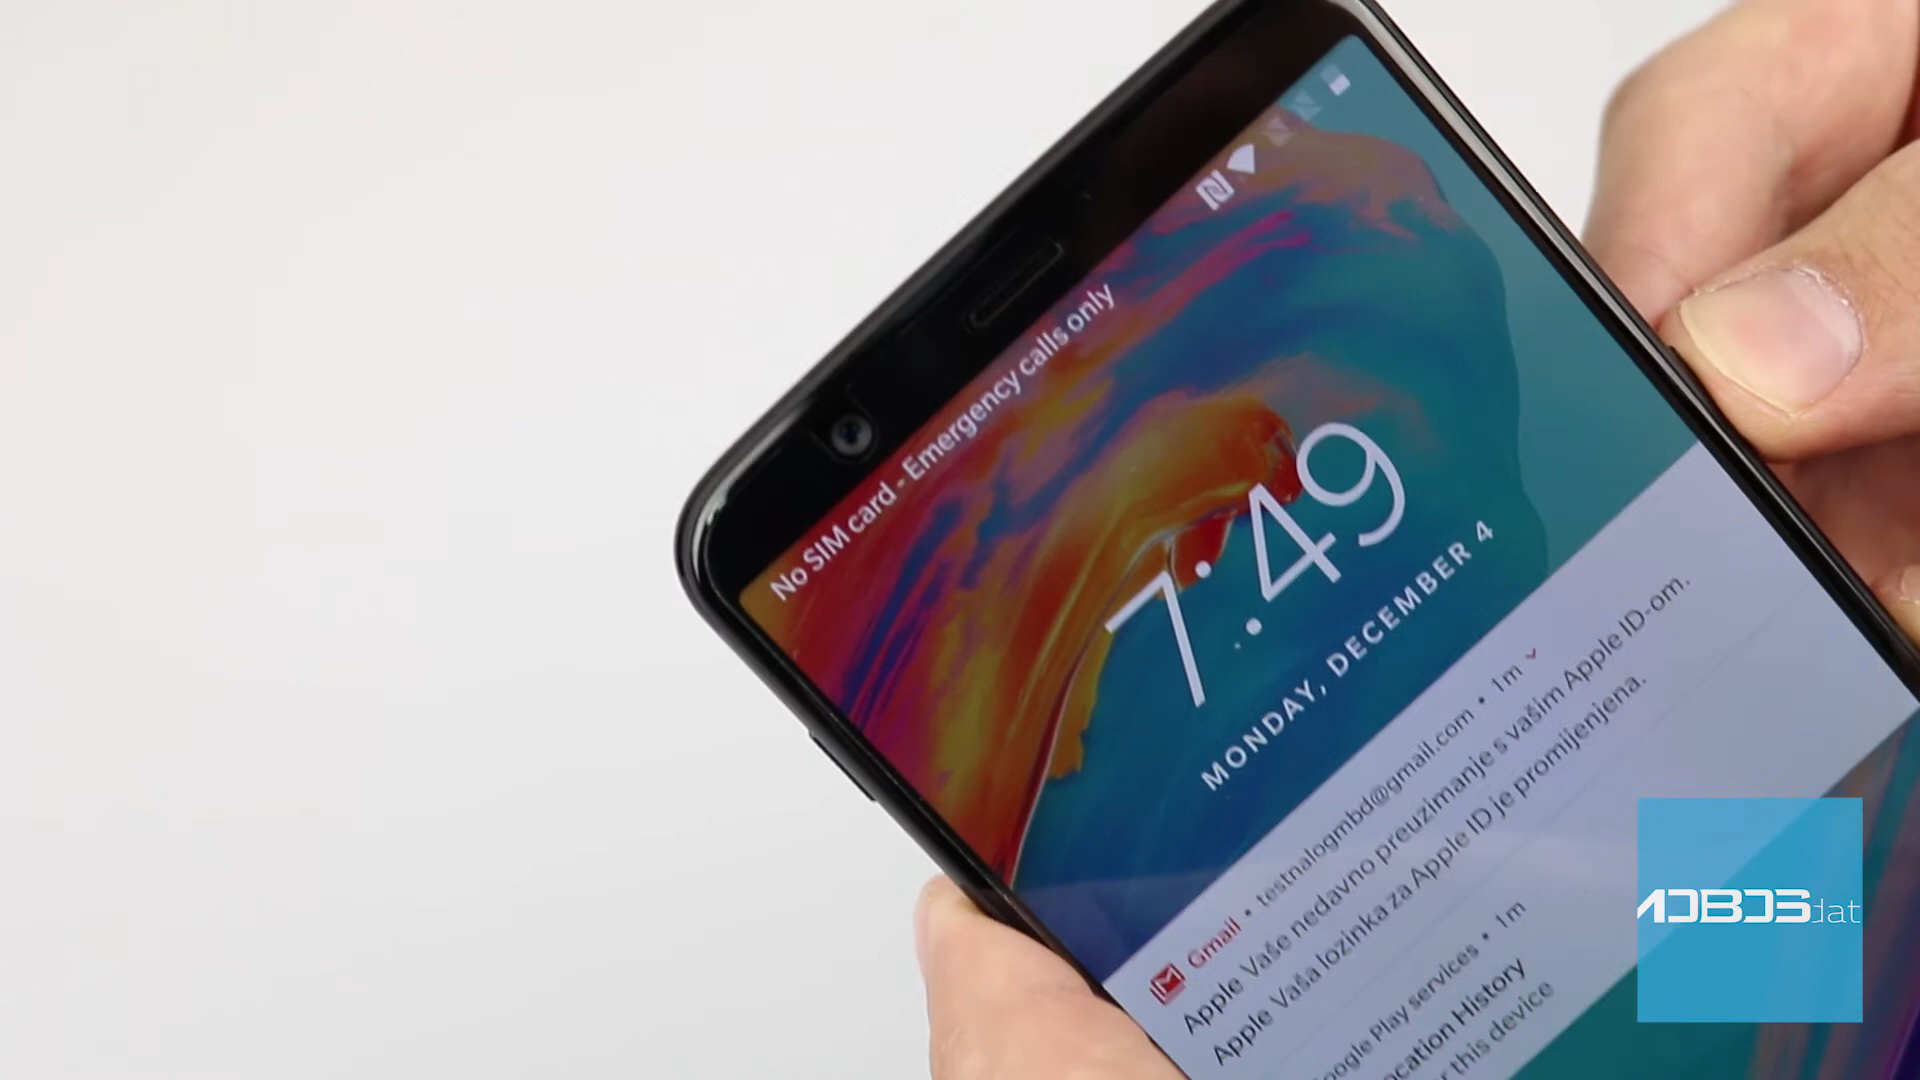 No SIM card - Emergency calls only
7:49
MONDAY, DECEMBER 4
Gmail • testnalogmbd@gmail.com • 1m
Apple Vaše nedavno preuzimanje s vašim Apple ID-om.
Apple Vaša lozinka za Apple ID je promijenjena.
Google Play services • 1m
Location History
this device